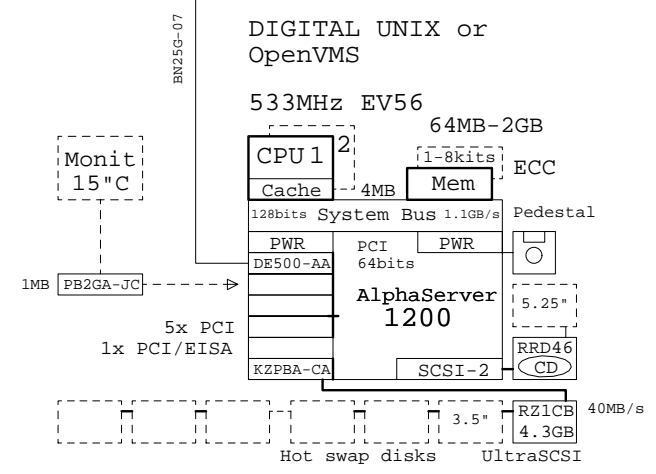 BN25G-07
DIGITAL UNIX or
OpenVMS
533MHz EV56
64MB-2GB
Monit
15"C
CPU 1
2
1-8kits
ECC
Cache
4MB
Mem
128bits System Bus 1.1GB/s
Pedestal
PWR
PCI
64bits
PWR
DE500-AA
1MB
PB2GA-JC
AlphaServer
1200
5.25"
5x PCI
1x PCI/EISA
RRD46
CD
KZPBA-CA
SCSI-2
3.5"
RZ1CB
4.3GB
40MB/s
Hot swap disks
UltraSCSI